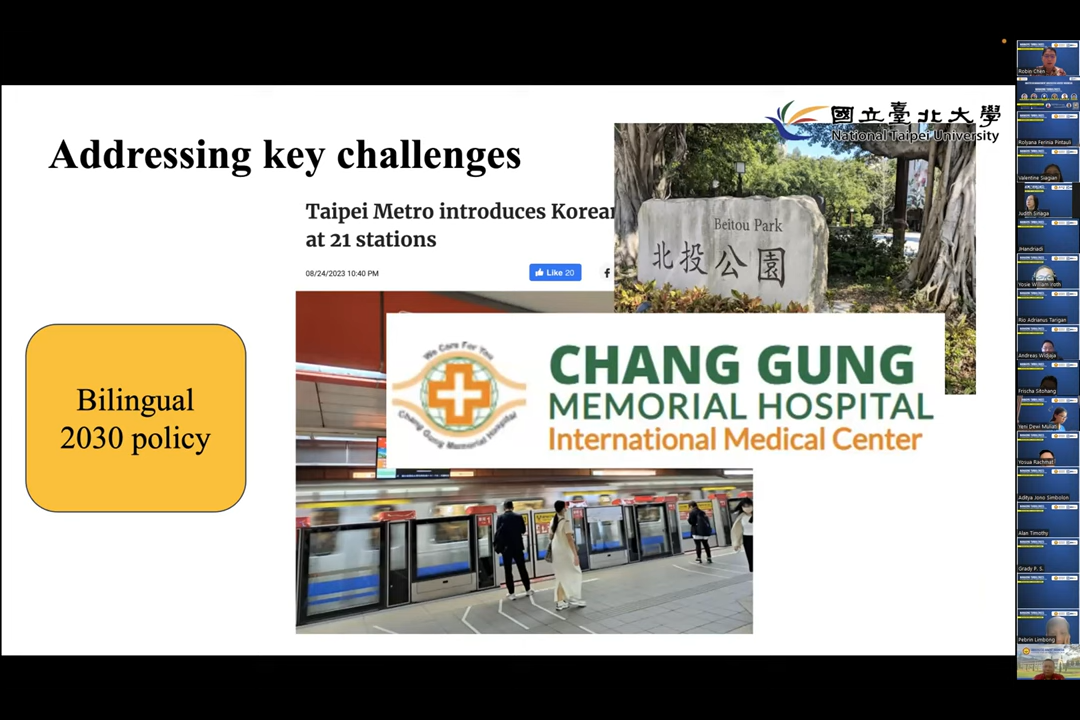 國立臺北大學
National Taipei University
Addressing key challenges
Taipei Metro introduces Korean
at 21 stations
08/24/2023 10:40 PM
Like 20
Beitou Park
北投公園
Bilingual
2030 policy
We Care For You
Chang Gung Memorial Hospital
CHANG GUNG
MEMORIAL HOSPITAL
International Medical Center
Robin Chen
Rolyana Ferinia Pintauli
Valentine Siagian
Judith Sinaga
JHandriadi
Yosie William Iroth
Rio Adrianus Tarigan
Andreas Widjaja
Frischa Sitohang
Yeni Dewi Muliati
Yosua Rachmat
Aditya Jono Simbolon
Alan Timothy
Grady P. S.
Pebrin Limbong